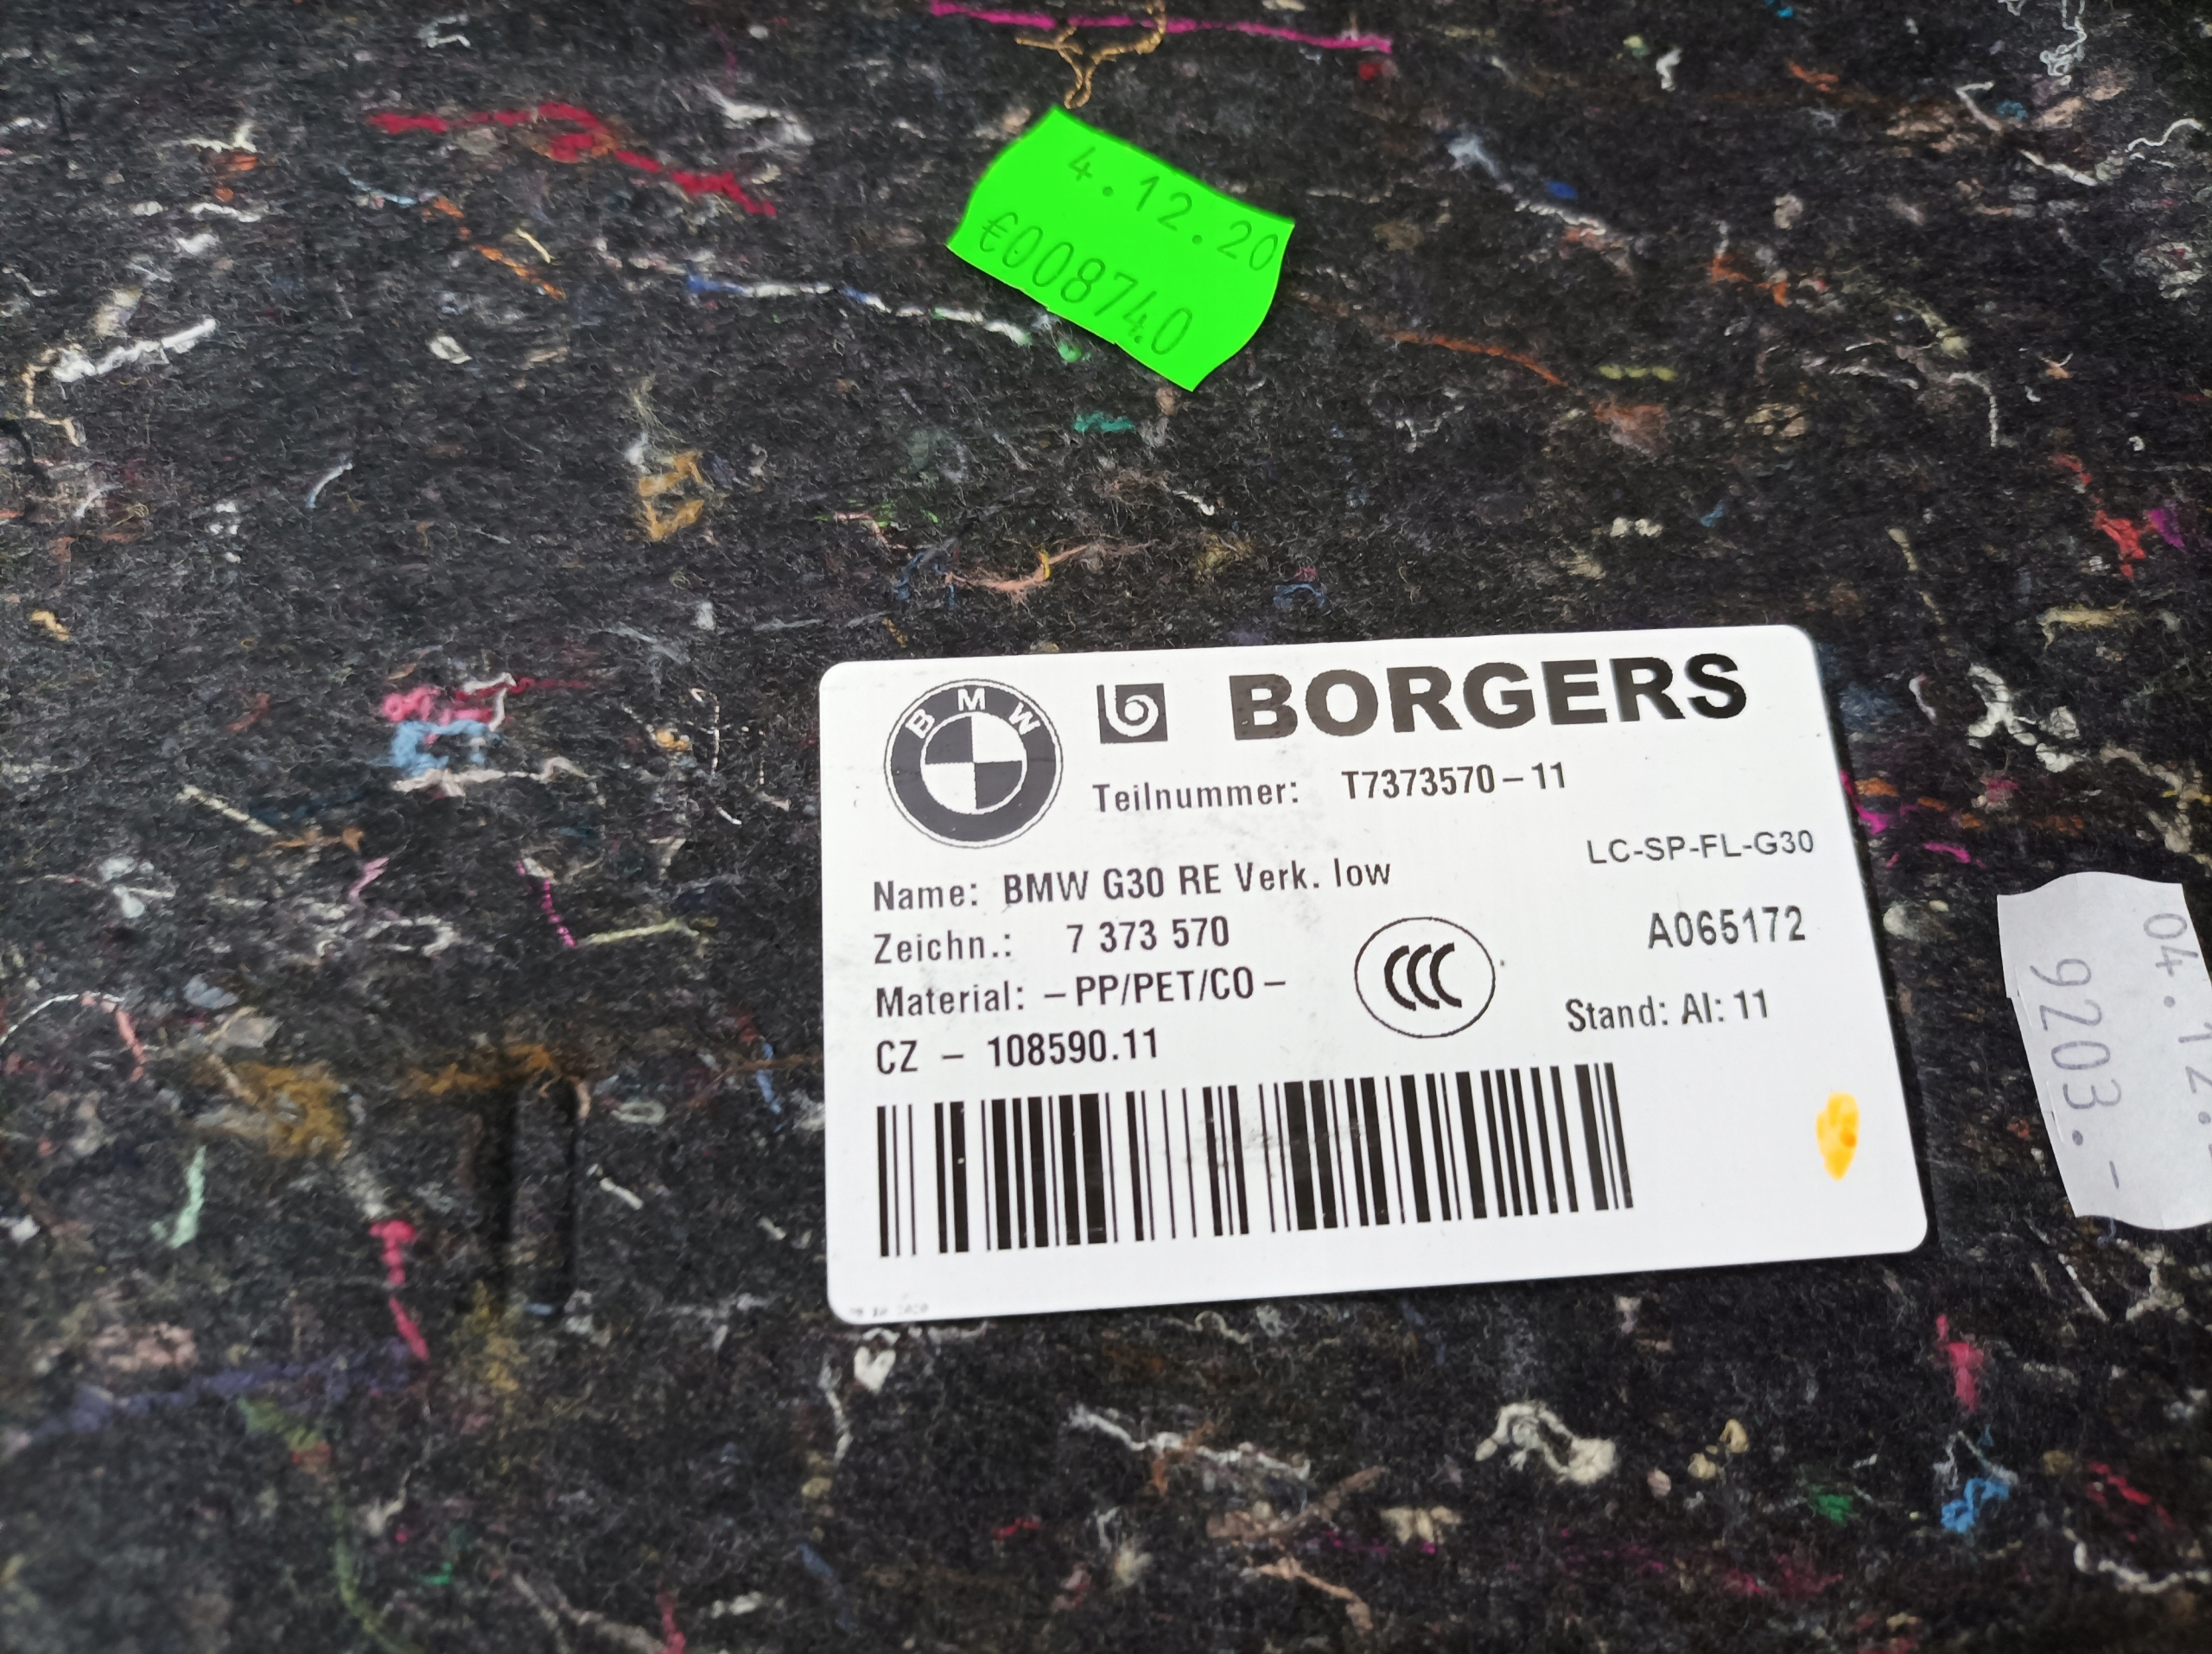 4.12.20
€008740
BMW
BORGERS
Teilnummer: T7373570-11
LC-SP-FL-G30
Name: BMW G30 RE Verk. low
Zeichn.: 7 373 570
A065172
Material: -PP/PET/CO-
CCC
Stand: AI: 11
CZ - 108590.11
04.12.
9203.-